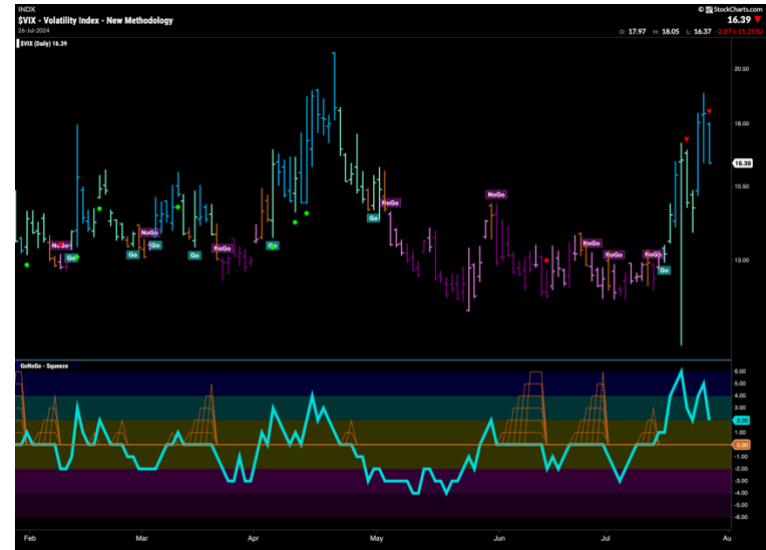 INDX © StockCharts.com
$VIX - Volatility Index - New Methodology 16.39 ▼
26-Jul-2024 O: 17.97 H: 18.05 L: 16.37 -2.07 (-11.21%)
$VIX (Daily) 16.39
20.50
18.00
16.39
15.50
13.00
NoGo
Go
Go
NoGo
Go
Go
NoGo
Go
Go
NoGo
NoGo
NoGo
NoGo
NoGo
Go
GoNoGo - Squeeze
6.00
5.00
4.00
3.00
2.00
1.00
0.00
-1.00
-2.00
-3.00
-4.00
-5.00
-6.00
Feb Mar Apr May Jun Jul Au